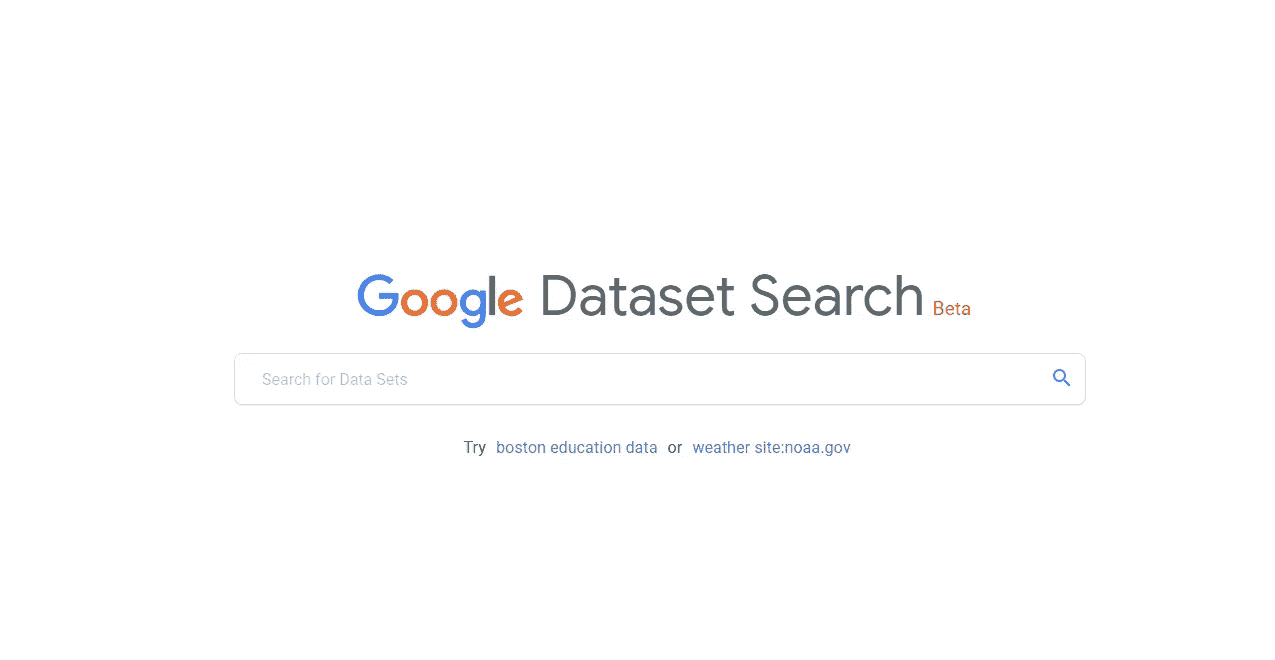 Google Dataset Search Beta
Search for Data Sets
Try boston education data or weather site:noaa.gov